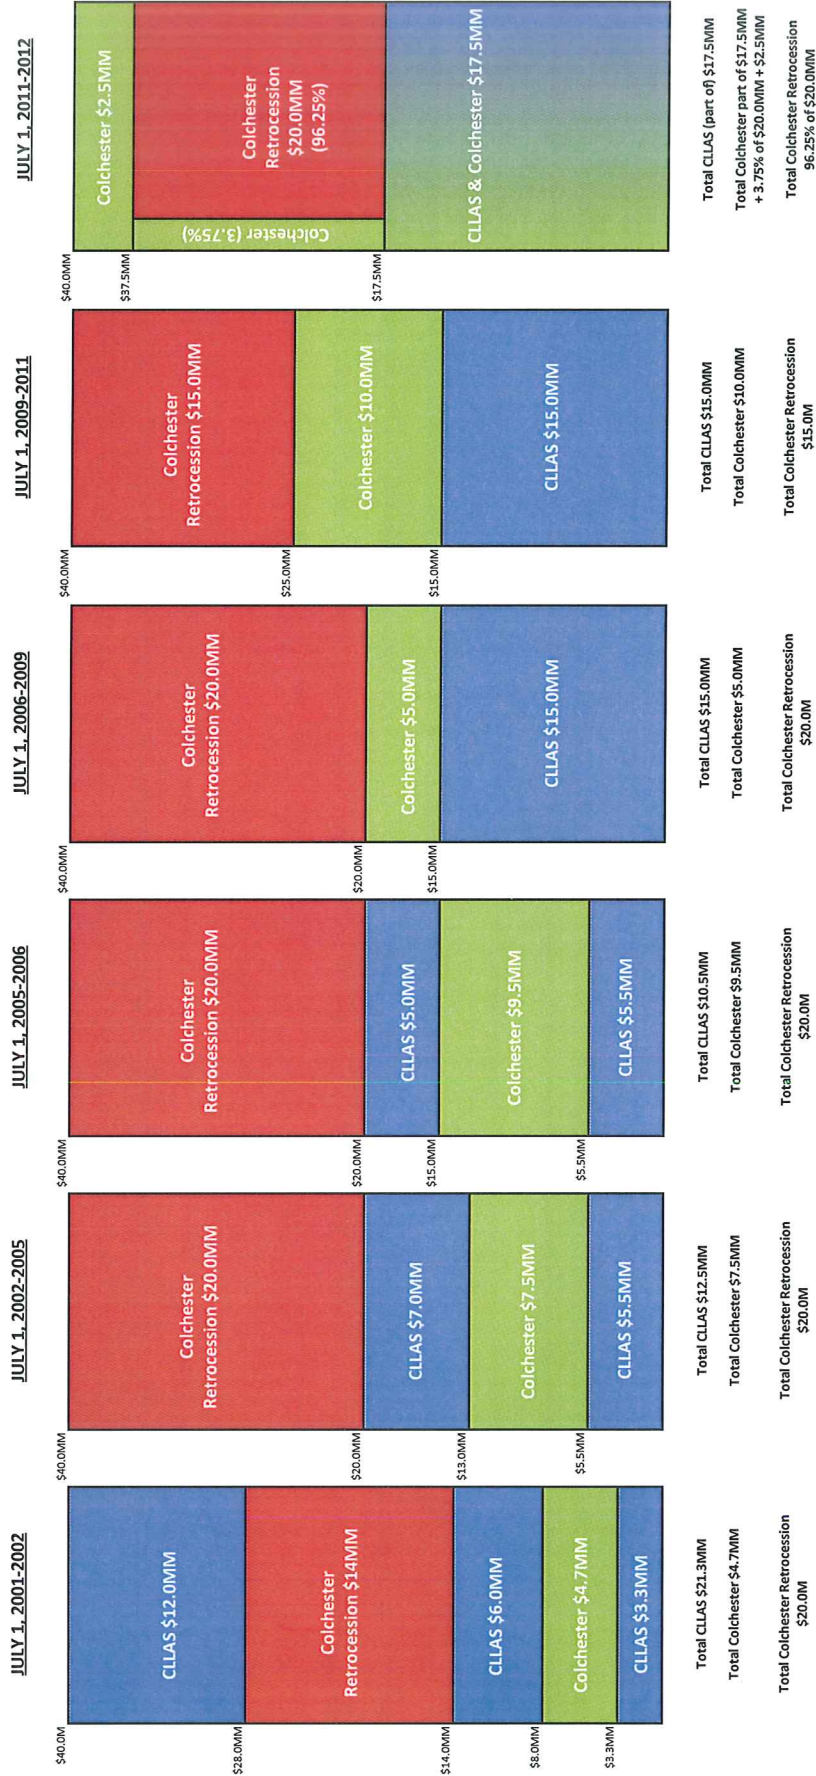 JULY 1, 2001-2002
$40.0M
CLLAS $12.0MM
$28.0MM
Colchester
Retrocession $14MM
$14.0MM
CLLAS $6.0MM
$8.0MM
Colchester $4.7MM
$3.3MM
CLLAS $3.3MM
Total CLLAS $21.3MM
Total Colchester $4.7MM
Total Colchester Retrocession
$20.0M
JULY 1, 2002-2005
$40.0MM
Colchester
Retrocession $20.0MM
$20.0MM
CLLAS $7.0MM
$13.0MM
Colchester $7.5MM
$5.5MM
CLLAS $5.5MM
Total CLLAS $12.5MM
Total Colchester $7.5MM
Total Colchester Retrocession
$20.0M
JULY 1, 2005-2006
$40.0MM
Colchester
Retrocession $20.0MM
$20.0MM
CLLAS $5.0MM
$15.0MM
Colchester $9.5MM
$5.5MM
CLLAS $5.5MM
Total CLLAS $10.5MM
Total Colchester $9.5MM
Total Colchester Retrocession
$20.0M
JULY 1, 2006-2009
$40.0MM
Colchester
Retrocession $20.0MM
$20.0MM
Colchester $5.0MM
$15.0MM
CLLAS $15.0MM
Total CLLAS $15.0MM
Total Colchester $5.0MM
Total Colchester Retrocession
$20.0M
JULY 1, 2009-2011
$40.0MM
Colchester
Retrocession $15.0MM
$25.0MM
Colchester $10.0MM
$15.0MM
CLLAS $15.0MM
Total CLLAS $15.0MM
Total Colchester $10.0MM
Total Colchester Retrocession
$15.0M
JULY 1, 2011-2012
$40.0MM
Colchester $2.5MM
$37.5MM
Colchester (3.75%)
Colchester
Retrocession
$20.0MM
(96.25%)
$17.5MM
CLLAS & Colchester $17.5MM
Total CLLAS (part of) $17.5MM
Total Colchester part of $17.5MM
+ 3.75% of $20.0MM + $2.5MM
Total Colchester Retrocession
96.25% of $20.0MM